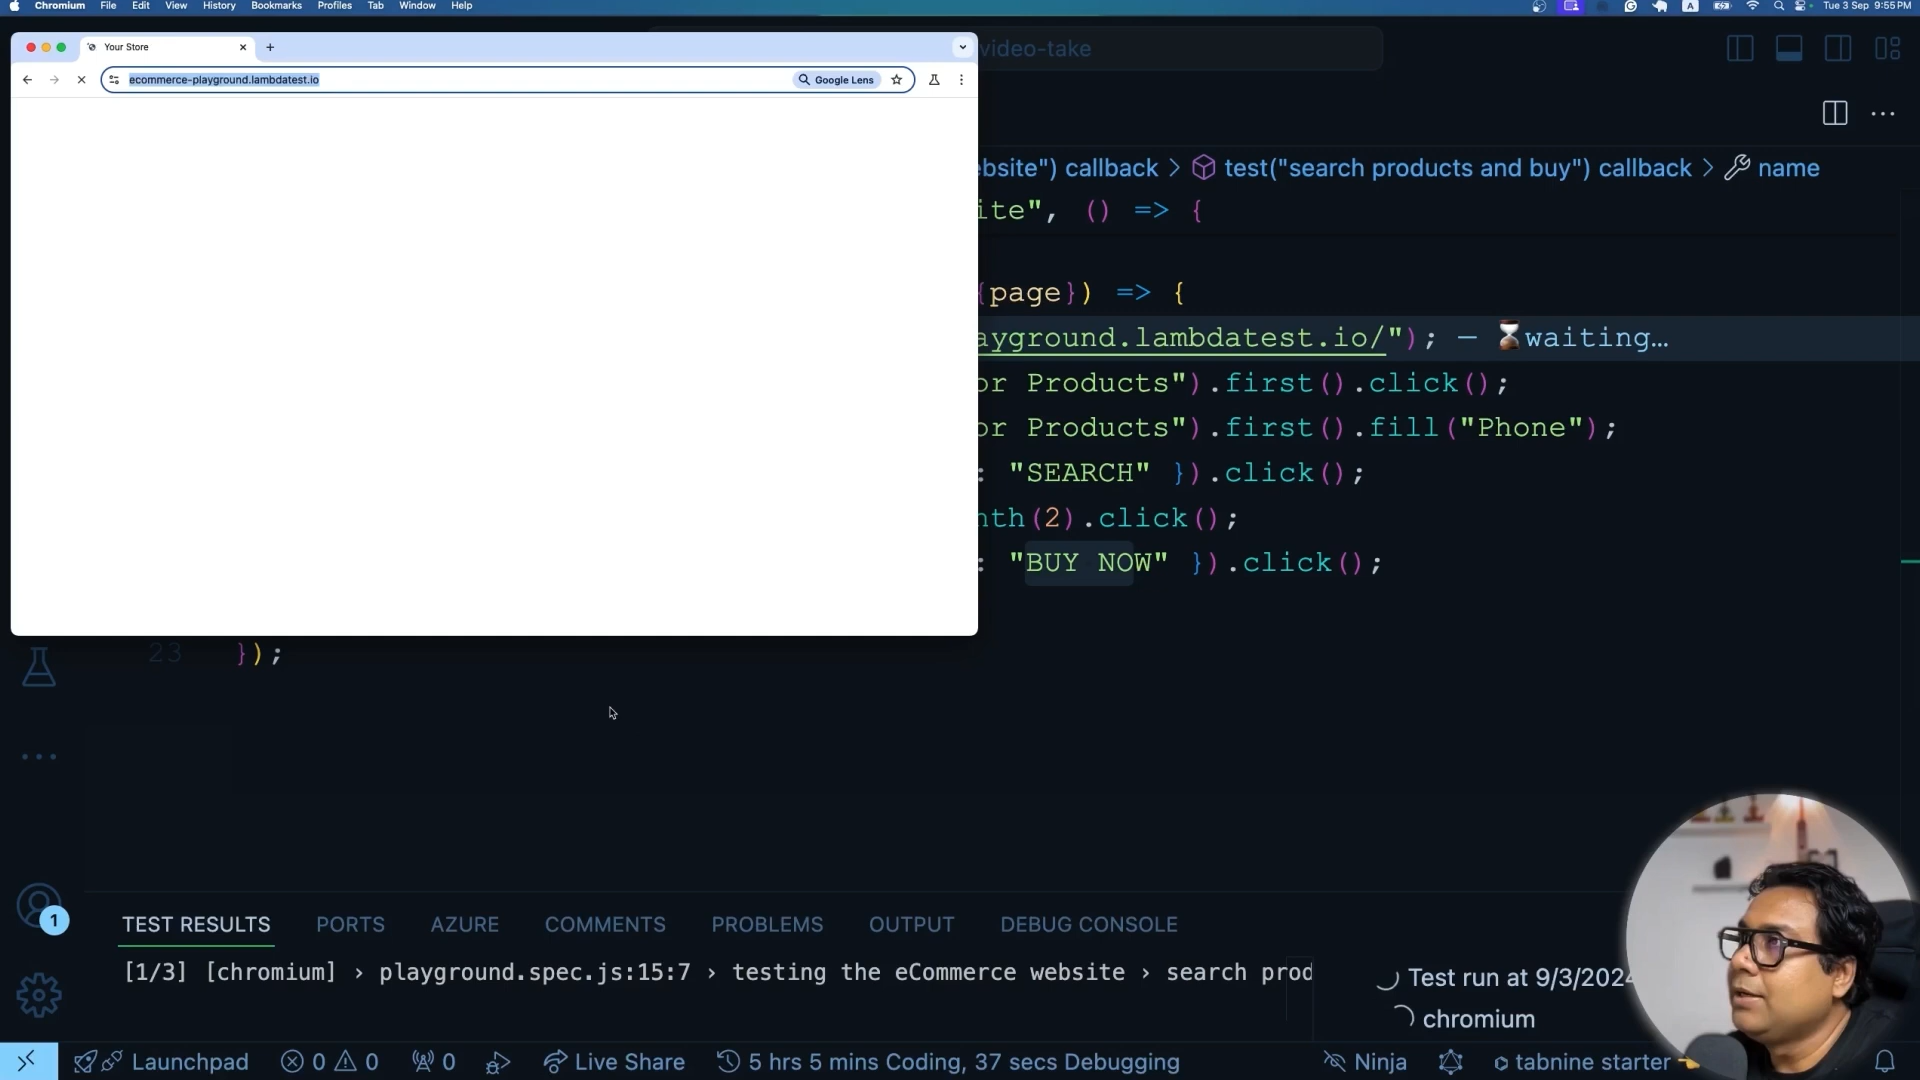 Chromium File Edit View History Bookmarks Profiles Tab Window Help
A Tue 3 Sep 9:55 PM
Your Store
video-take
ecommerce-playground.lambdatest.io Google Lens
ebsite") callback > test("search products and buy") callback > name
ite", () => {
{page}) => {
ayground.lambdatest.io/"); — ⏳waiting…
or Products").first().click();
or Products").first().fill("Phone");
: "SEARCH" }).click();
nth(2).click();
: "BUY NOW" }).click();
23 });
1
TEST RESULTS PORTS AZURE COMMENTS PROBLEMS OUTPUT DEBUG CONSOLE
[1/3] [chromium] › playground.spec.js:15:7 › testing the eCommerce website › search prod
Test run at 9/3/2024
chromium
Launchpad 0 0 0 Live Share 5 hrs 5 mins Coding, 37 secs Debugging Ninja tabnine starter